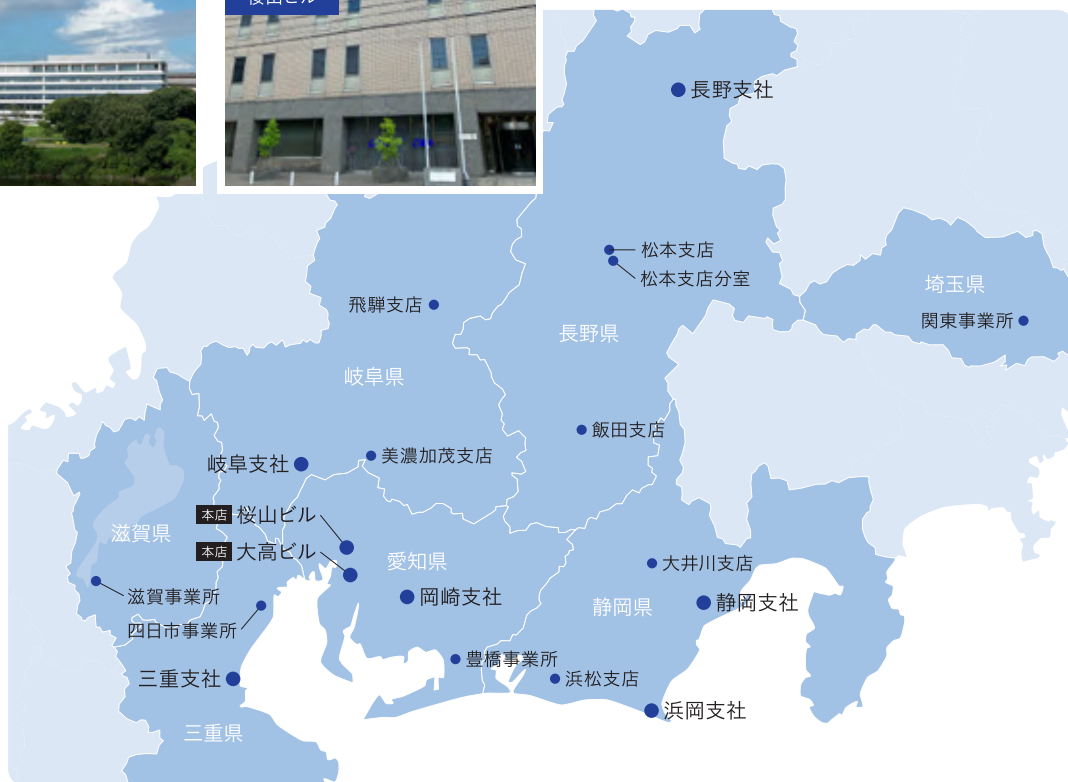 桜山ビル
長野支社
松本支店
松本支店分室
埼玉県
飛騨支店
関東事業所
長野県
岐阜県
飯田支店
美濃加茂支店
岐阜支社
本店 桜山ビル
滋賀県
本店 大高ビル
愛知県
大井川支店
滋賀事業所
岡崎支社
静岡県
静岡支社
四日市事業所
豊橋事業所
三重支社
浜松支店
浜岡支社
三重県